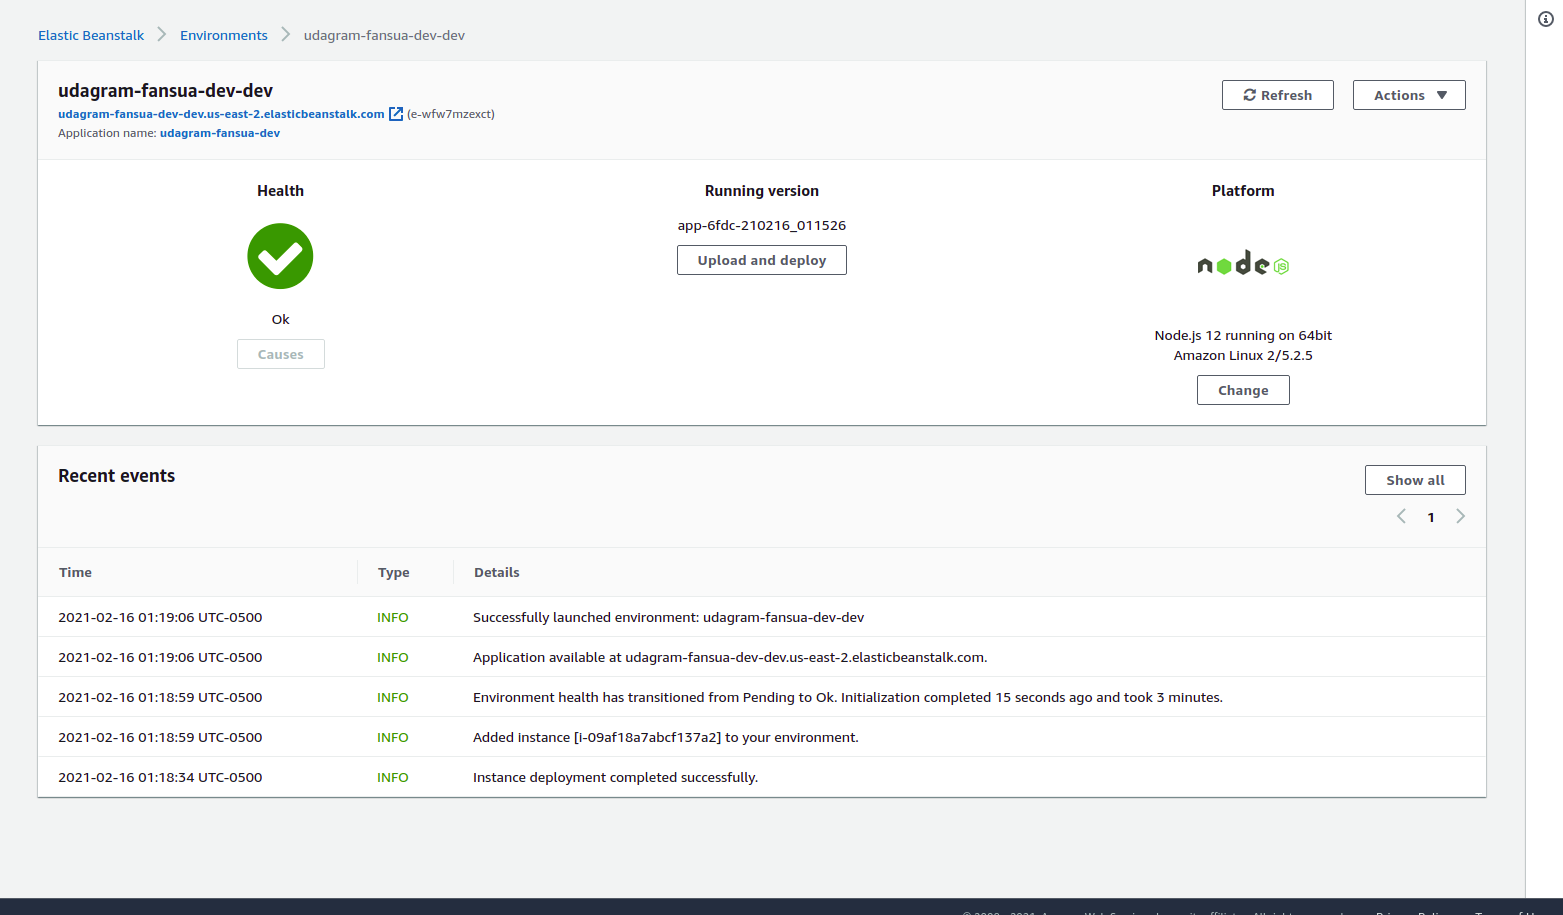 Elastic Beanstalk > Environments > udagram-fansua-dev-dev
udagram-fansua-dev-dev
Refresh
Actions ▼
udagram-fansua-dev-dev.us-east-2.elasticbeanstalk.com (e-wfw7mzexct)
Application name: udagram-fansua-dev
Health
Ok
Causes
Running version
app-6fdc-210216_011526
Upload and deploy
Platform
node
JS
Node.js 12 running on 64bit
Amazon Linux 2/5.2.5
Change
Recent events
Show all
< 1 >
Time Type Details
2021-02-16 01:19:06 UTC-0500 INFO Successfully launched environment: udagram-fansua-dev-dev
2021-02-16 01:19:06 UTC-0500 INFO Application available at udagram-fansua-dev-dev.us-east-2.elasticbeanstalk.com.
2021-02-16 01:18:59 UTC-0500 INFO Environment health has transitioned from Pending to Ok. Initialization completed 15 seconds ago and took 3 minutes.
2021-02-16 01:18:59 UTC-0500 INFO Added instance [i-09af18a7abcf137a2] to your environment.
2021-02-16 01:18:34 UTC-0500 INFO Instance deployment completed successfully.